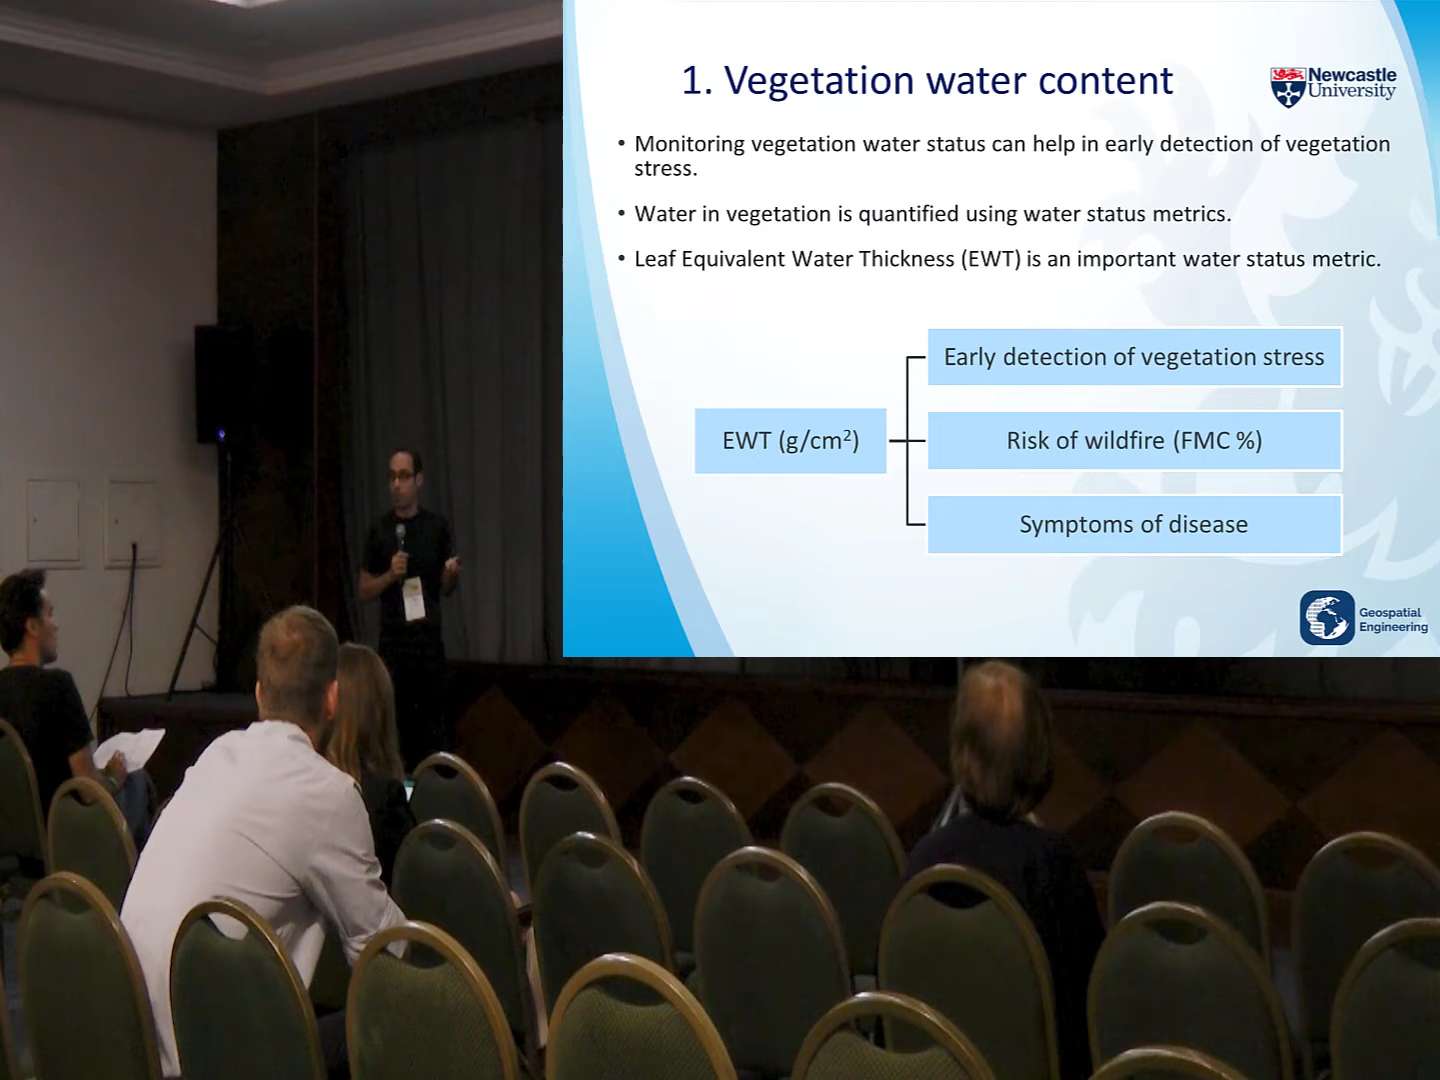 1. Vegetation water content
Newcastle
University
• Monitoring vegetation water status can help in early detection of vegetation
stress.
• Water in vegetation is quantified using water status metrics.
• Leaf Equivalent Water Thickness (EWT) is an important water status metric.
Early detection of vegetation stress
EWT (g/cm²)
Risk of wildfire (FMC %)
Symptoms of disease
Geospatial
Engineering